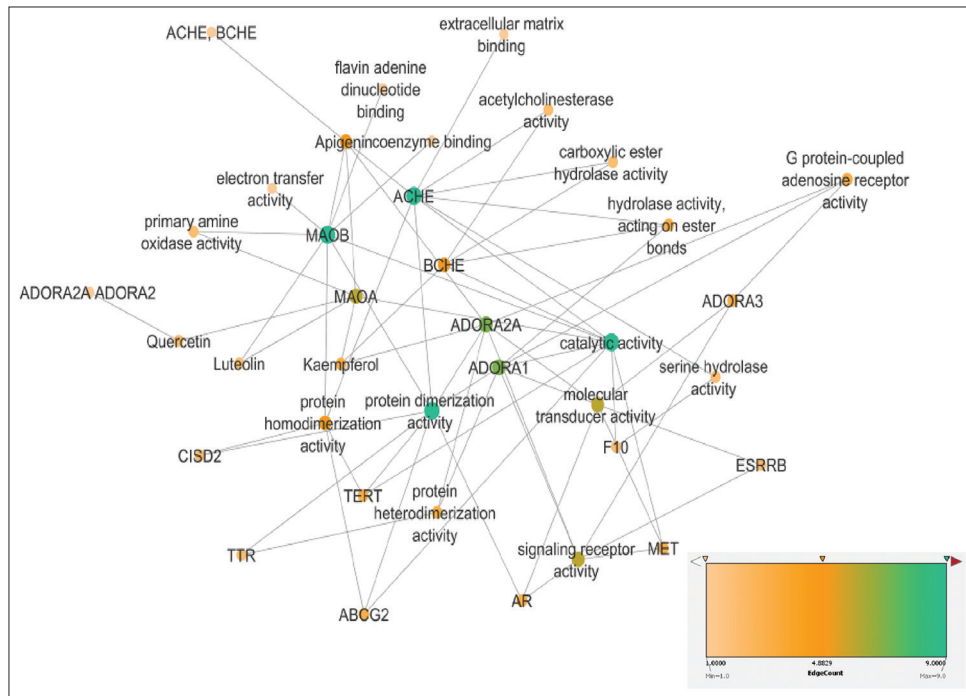 ACHE, BCHE
extracellular matrix
binding
flavin adenine
dinucleotide
binding
acetylcholinesterase
activity
Apigenincoenzyme binding
carboxylic ester
hydrolase activity
G protein-coupled
adenosine receptor
activity
electron transfer
activity
ACHE
hydrolase activity,
acting on ester
bonds
primary amine
oxidase activity
MAOB
BCHE
ADORA2A ADORA2
MAOA
ADORA3
ADORA2A
Quercetin
catalytic activity
Luteolin
Kaempferol
ADORA1
serine hydrolase
activity
protein
homodimerization
activity
protein dimerization
activity
molecular
transducer activity
F10
CISD2
ESRRB
TERT
protein
heterodimerization
activity
TTR
signaling receptor
activity
MET
AR
ABCG2
1.0000
4.8829
9.0000
Min=1.0
EdgeCount
Max=9.0